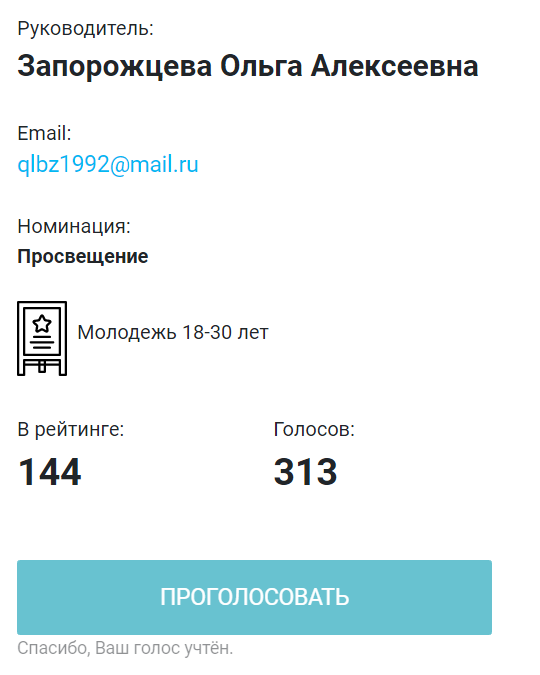 Руководитель:
Запорожцева Ольга Алексеевна
Email:
qlbz1992@mail.ru
Номинация:
Просвещение
Молодежь 18-30 лет
В рейтинге:
Голосов:
144
313
ПРОГОЛОСОВАТЬ
Спасибо, Ваш голос учтён.